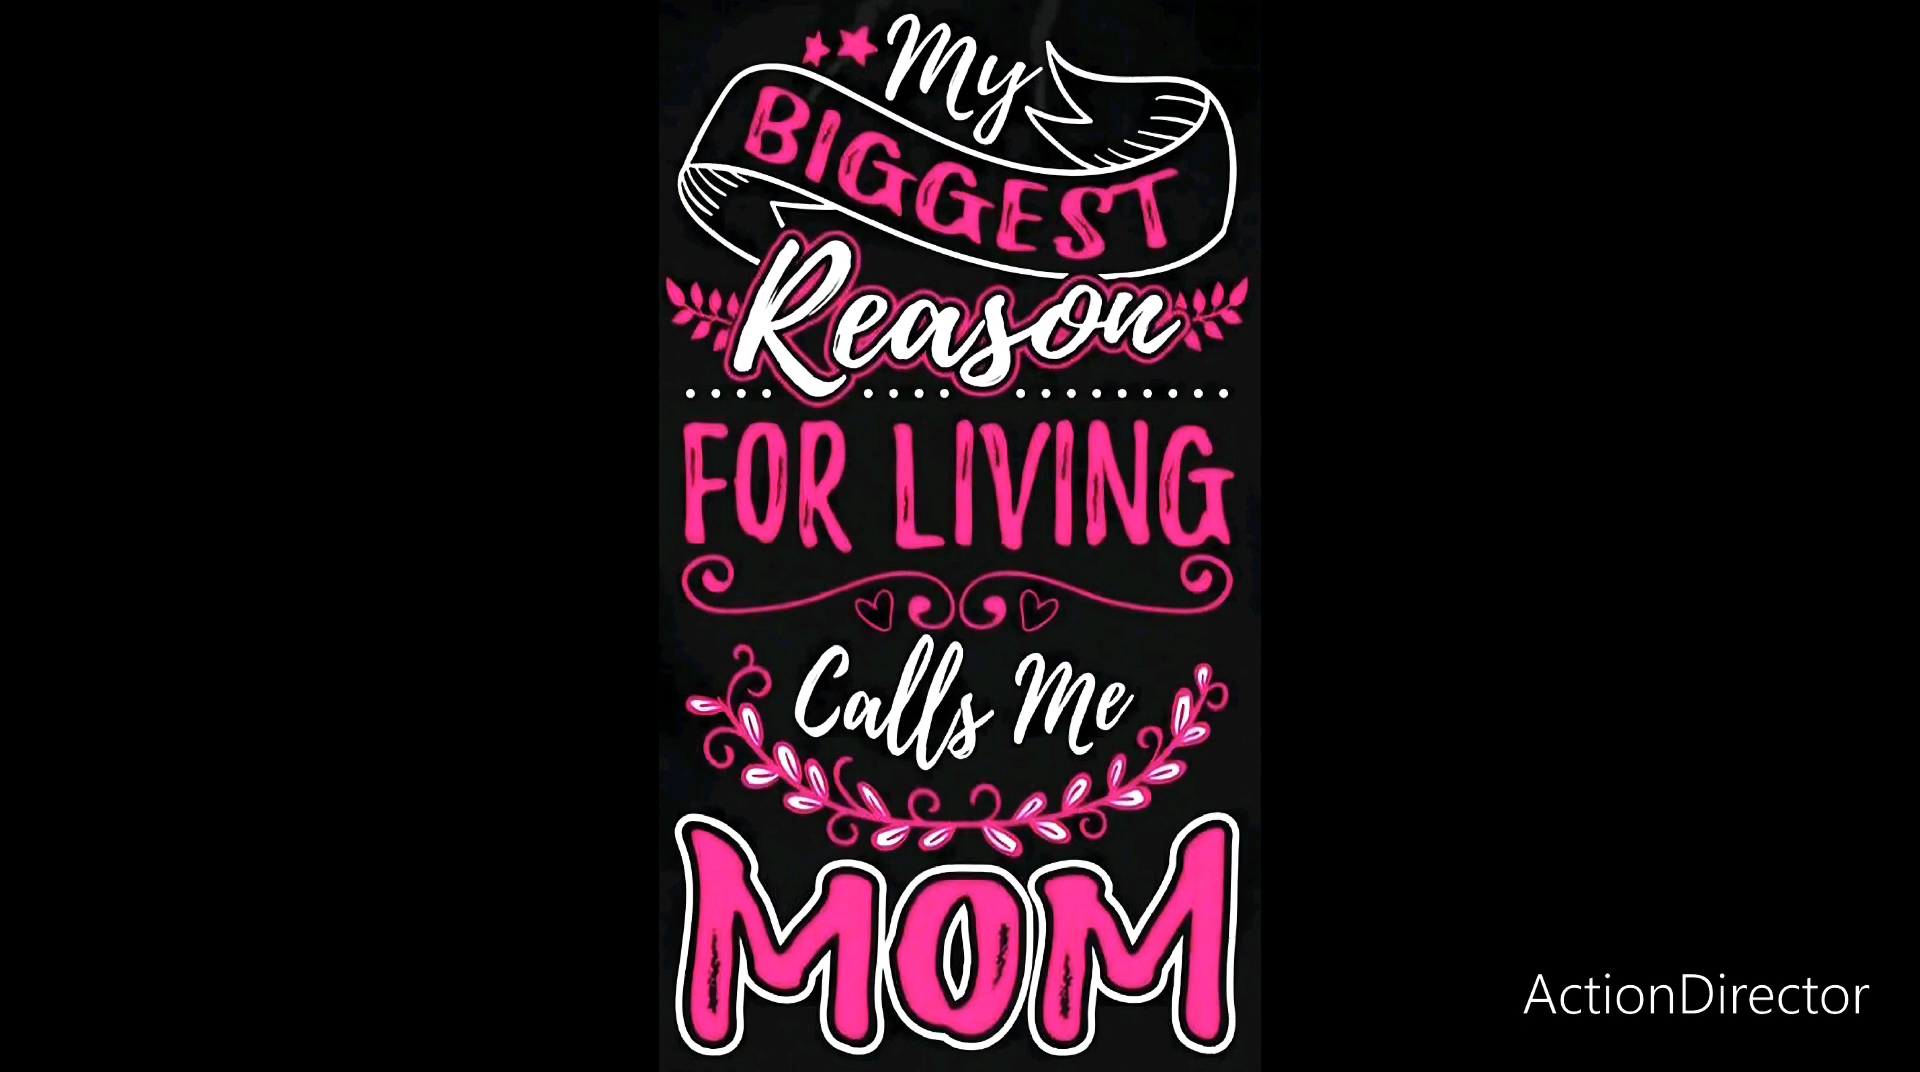 My
BIGGEST
Reason
FOR LIVING
Calls Me
MOM
ActionDirector